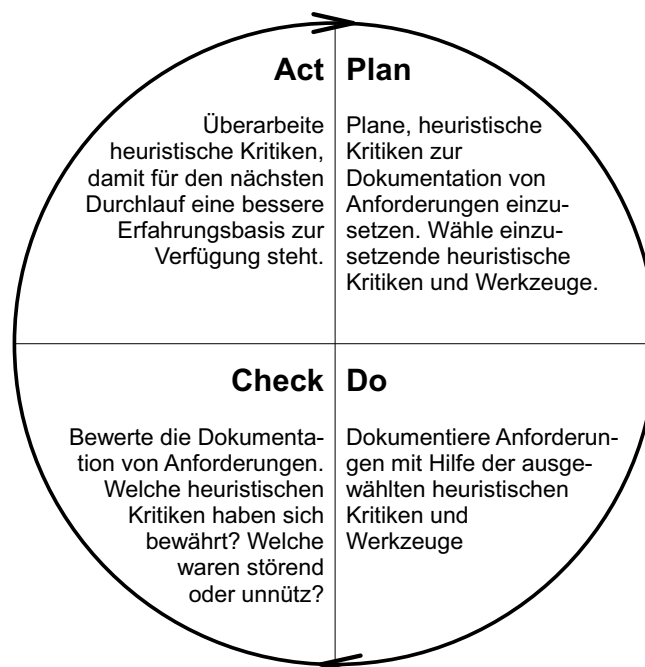 Act
Überarbeite
heuristische Kritiken,
damit für den nächsten
Durchlauf eine bessere
Erfahrungsbasis zur
Verfügung steht.
Plan
Plane, heuristische
Kritiken zur
Dokumentation von
Anforderungen einzu-
setzen. Wähle einzu-
setzende heuristische
Kritiken und Werkzeuge.
Check
Bewerte die Dokumenta-
tion von Anforderungen.
Welche heuristischen
Kritiken haben sich
bewährt? Welche
waren störend
oder unnütz?
Do
Dokumentiere Anforderun-
gen mit Hilfe der ausge-
wählten heuristischen
Kritiken und
Werkzeuge